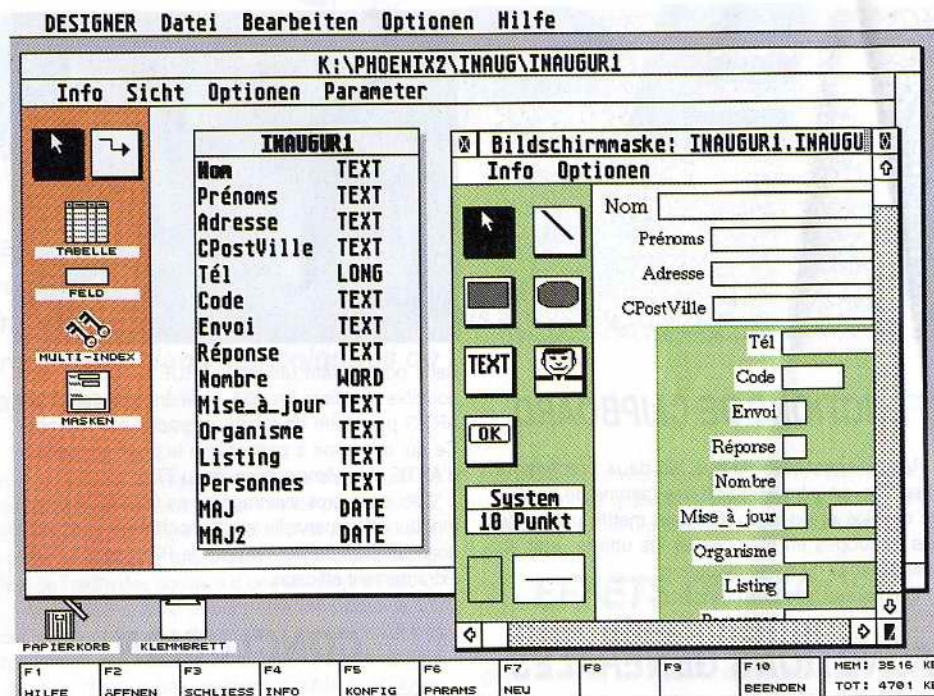 DESIGNER Datei Bearbeiten Optionen Hilfe
K:\PHOENIX2\INAUG\INAUGUR1
Info Sicht Optionen Parameter
TABELLE
FELD
MULTI-INDEX
MASKEN
INAUGUR1
Nom TEXT
Prénoms TEXT
Adresse TEXT
CPostVille TEXT
Tél LONG
Code TEXT
Envoi TEXT
Réponse TEXT
Nombre WORD
Mise_à_jour TEXT
Organisme TEXT
Listing TEXT
Personnes TEXT
MAJ DATE
MAJ2 DATE
Bildschirmmaske: INAUGUR1.INAUGU
Info Optionen
TEXT
OK
System
10 Punkt
Nom
Prénoms
Adresse
CPostVille
Tél
Code
Envoi
Réponse
Nombre
Mise_à_jour
Organisme
Listing
PAPIERKORB KLEMMBRETT
F1 F2 F3 F4 F5 F6 F7 F8 F9 F10 MEM: 3516 KB
HILFE ÖFFNEN SCHLIESS INFO KONFIG PARAMS NEU BEENDEN TOT: 4701 KB